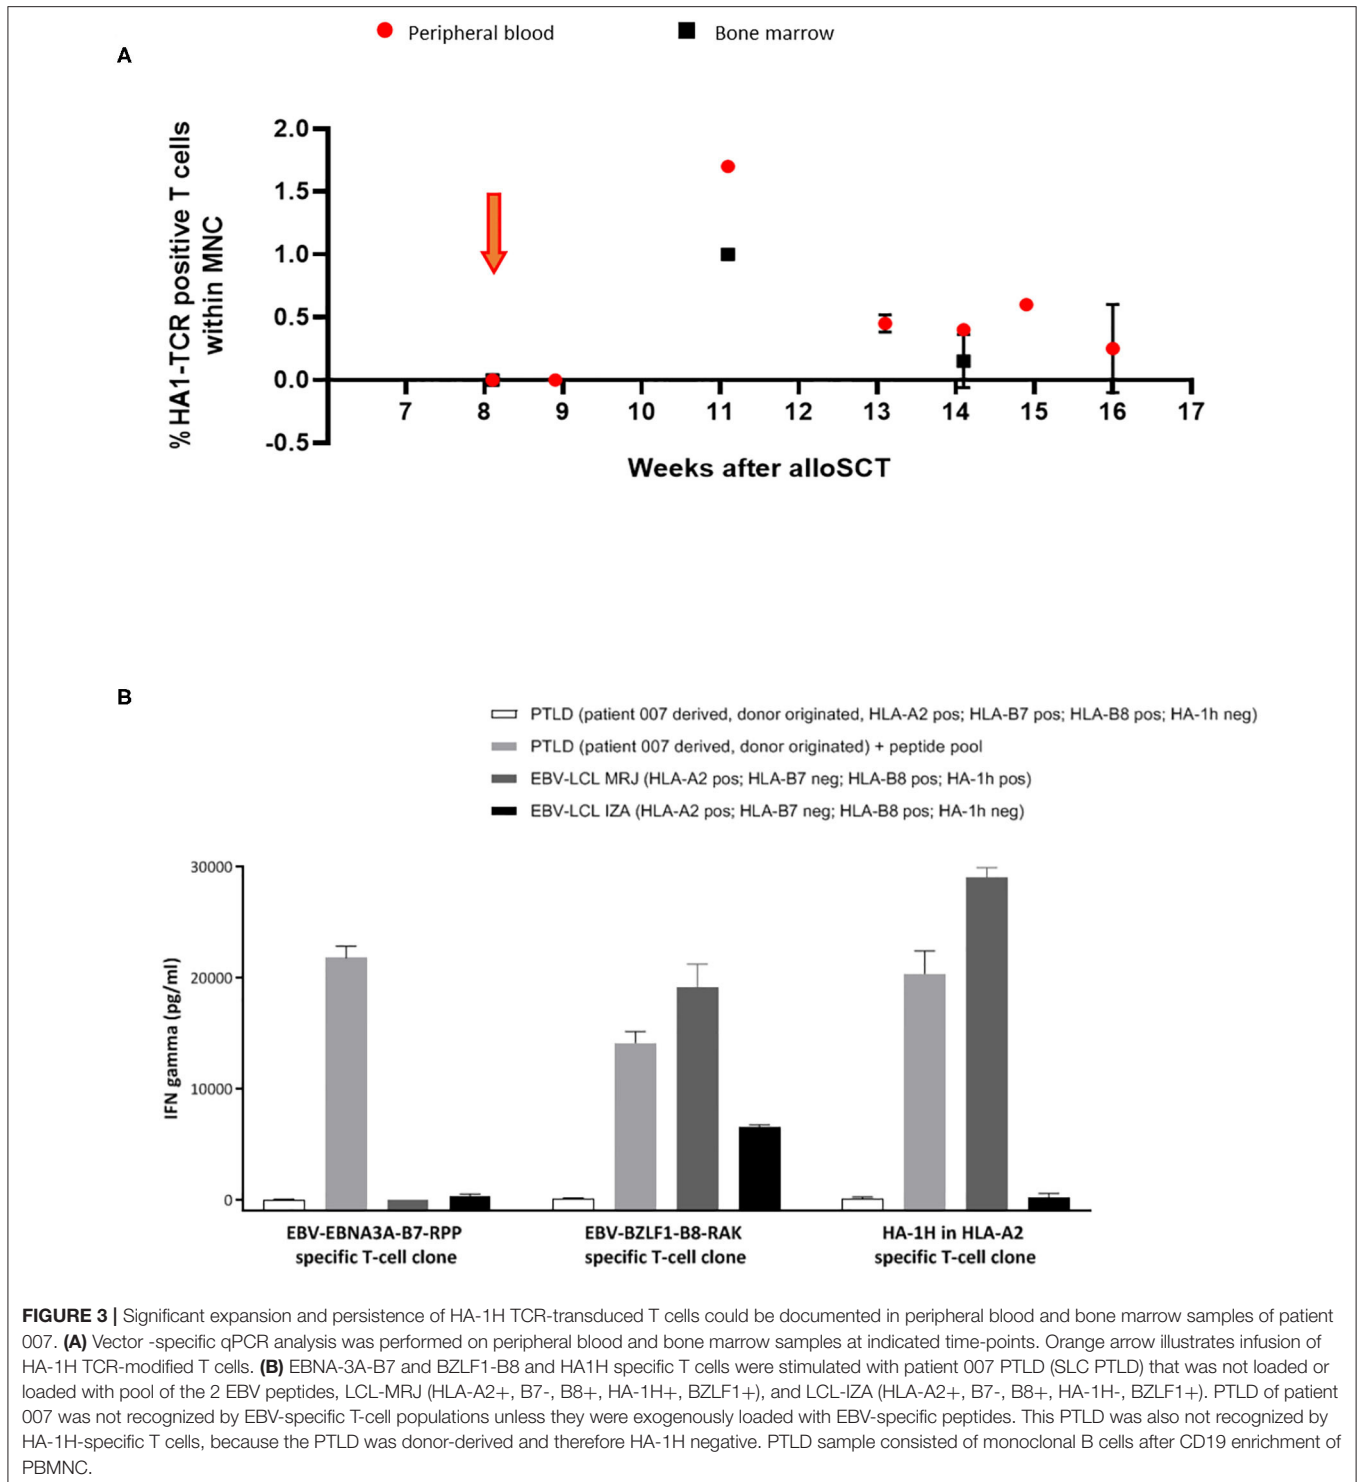 Peripheral blood
Bone marrow
A
%HA1-TCR positive T cells
within MNC
2.0
1.5
1.0
0.5
0.0
-0.5
7 8 9 10 11 12 13 14 15 16 17
Weeks after alloSCT
B
PTLD (patient 007 derived, donor originated, HLA-A2 pos; HLA-B7 pos; HLA-B8 pos; HA-1h neg)
PTLD (patient 007 derived, donor originated) + peptide pool
EBV-LCL MRJ (HLA-A2 pos; HLA-B7 neg; HLA-B8 pos; HA-1h pos)
EBV-LCL IZA (HLA-A2 pos; HLA-B7 neg; HLA-B8 pos; HA-1h neg)
IFN gamma (pg/ml)
30000
20000
10000
0
EBV-EBNA3A-B7-RPP
specific T-cell clone
EBV-BZLF1-B8-RAK
specific T-cell clone
HA-1H in HLA-A2
specific T-cell clone
FIGURE 3 | Significant expansion and persistence of HA-1H TCR-transduced T cells could be documented in peripheral blood and bone marrow samples of patient
007. (A) Vector -specific qPCR analysis was performed on peripheral blood and bone marrow samples at indicated time-points. Orange arrow illustrates infusion of
HA-1H TCR-modified T cells. (B) EBNA-3A-B7 and BZLF1-B8 and HA1H specific T cells were stimulated with patient 007 PTLD (SLC PTLD) that was not loaded or
loaded with pool of the 2 EBV peptides, LCL-MRJ (HLA-A2+, B7-, B8+, HA-1H+, BZLF1+), and LCL-IZA (HLA-A2+, B7-, B8+, HA-1H-, BZLF1+). PTLD of patient
007 was not recognized by EBV-specific T-cell populations unless they were exogenously loaded with EBV-specific peptides. This PTLD was also not recognized by
HA-1H-specific T cells, because the PTLD was donor-derived and therefore HA-1H negative. PTLD sample consisted of monoclonal B cells after CD19 enrichment of
PBMNC.